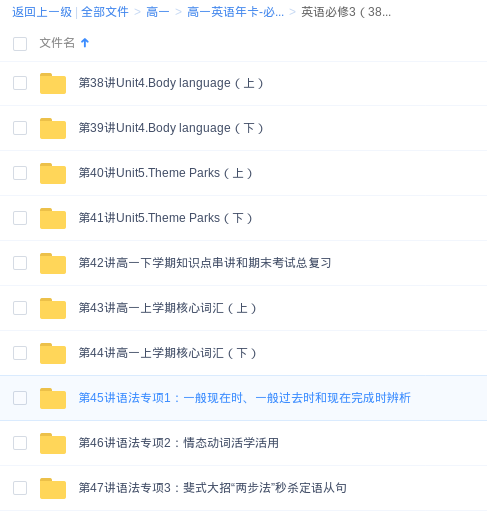 返回上一级 | 全部文件 > 高一 > 高一英语年卡-必... > 英语必修3（38...
文件名
第38讲Unit4.Body language（上）
第39讲Unit4.Body language（下）
第40讲Unit5.Theme Parks（上）
第41讲Unit5.Theme Parks（下）
第42讲高一下学期知识点串讲和期末考试总复习
第43讲高一上学期核心词汇（上）
第44讲高一上学期核心词汇（下）
第45讲语法专项1：一般现在时、一般过去时和现在完成时辨析
第46讲语法专项2：情态动词活学活用
第47讲语法专项3：斐式大招“两步法”秒杀定语从句